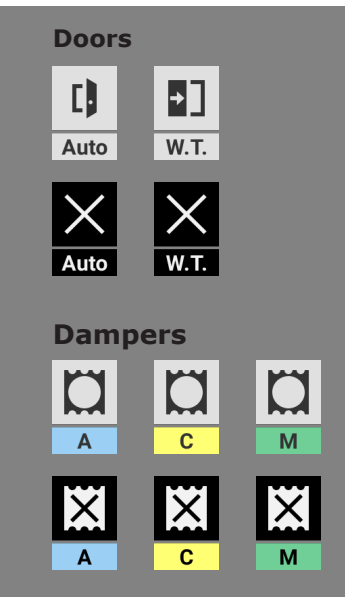 Doors
Auto W.T.
Auto W.T.
Dampers
A C M
A C M